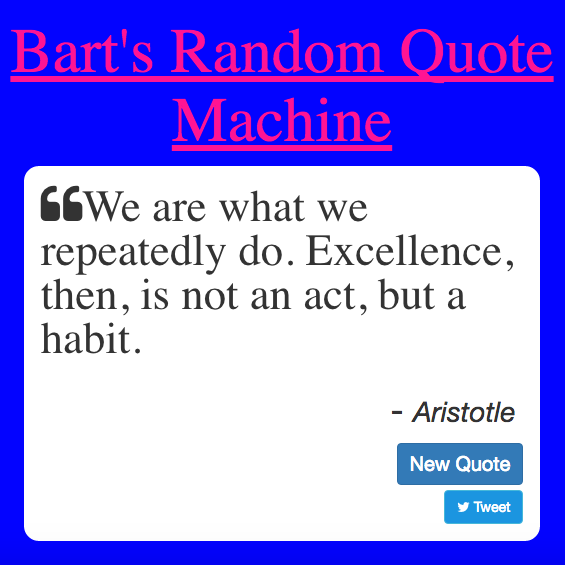 Bart's Random Quote
Machine
❝We are what we
repeatedly do. Excellence,
then, is not an act, but a
habit.
- Aristotle
New Quote
Tweet